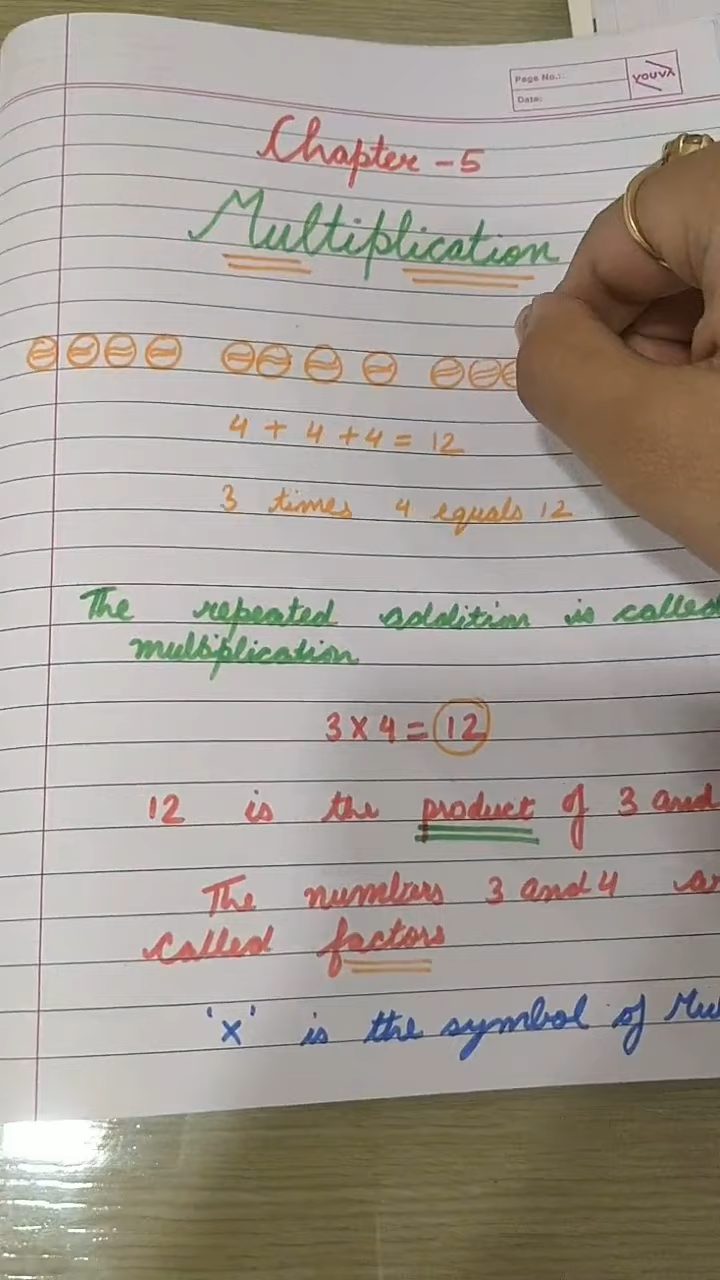 Page No.:
Date:
YOUVA
Chapter - 5
Multiplication
4 + 4 + 4 = 12
3 times 4 equals 12
The repeated addition is called
multiplication
3 x 4 = 12
12 is the product of 3 and
The numbers 3 and 4
called factors
'x' is the symbol of Mul